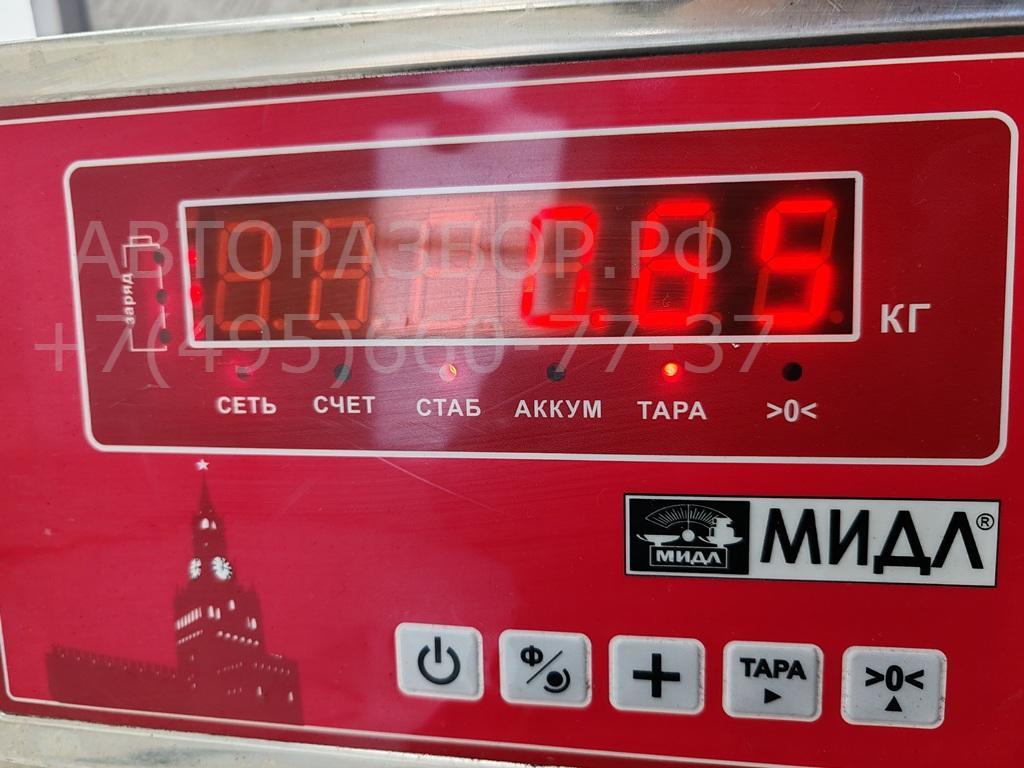 АВТОРАЗБОР.РФ
+7(495)660-77-37
заряд
0.65
КГ
СЕТЬ СЧЕТ СТАБ АККУМ ТАРА >0<
МИДЛ МИДЛ®
Ф ТАРА >0<